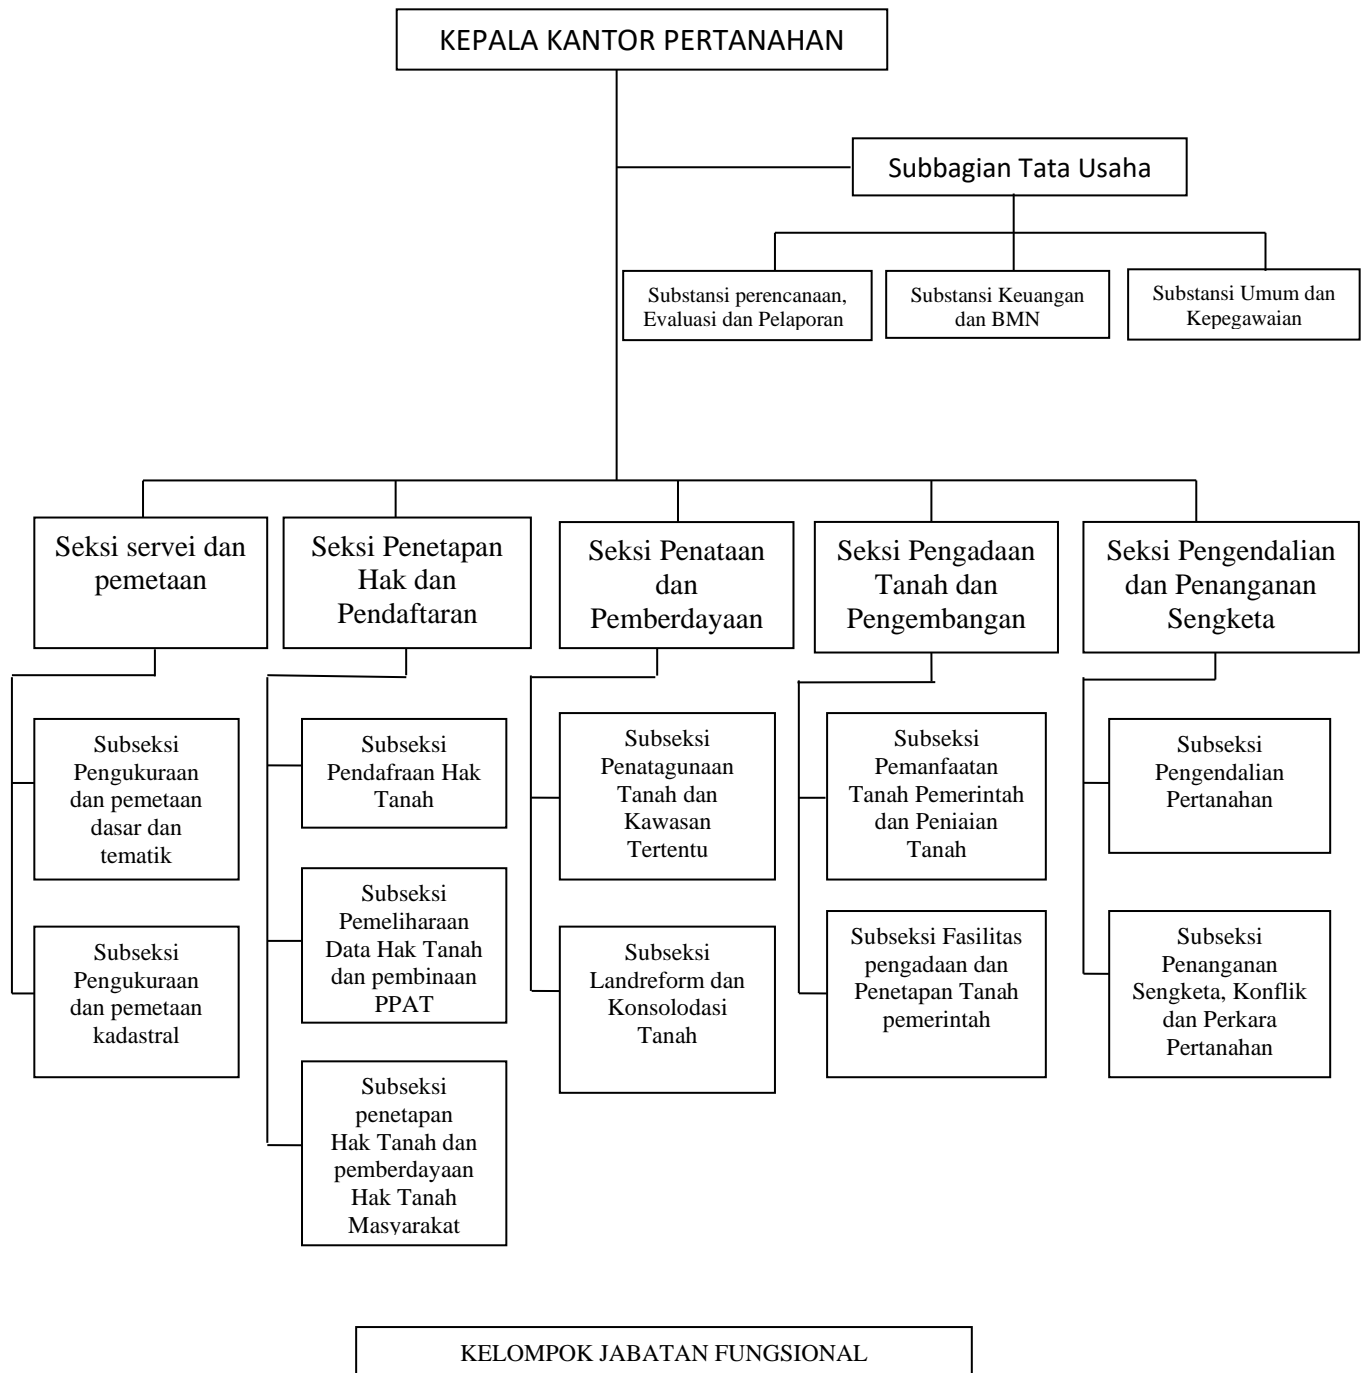 KEPALA KANTOR PERTANAHAN
Subbagian Tata Usaha
Substansi perencanaan,
Evaluasi dan Pelaporan
Substansi Keuangan
dan BMN
Substansi Umum dan
Kepegawaian
Seksi servei dan
pemetaan
Seksi Penetapan
Hak dan
Pendaftaran
Seksi Penataan
dan
Pemberdayaan
Seksi Pengadaan
Tanah dan
Pengembangan
Seksi Pengendalian
dan Penanganan
Sengketa
Subseksi
Pengukuraan
dan pemetaan
dasar dan
tematik
Subseksi
Pengukuraan
dan pemetaan
kadastral
Subseksi
Pendafraan Hak
Tanah
Subseksi
Pemeliharaan
Data Hak Tanah
dan pembinaan
PPAT
Subseksi
penetapan
Hak Tanah dan
pemberdayaan
Hak Tanah
Masyarakat
Subseksi
Penatagunaan
Tanah dan
Kawasan
Tertentu
Subseksi
Landreform dan
Konsolodasi
Tanah
Subseksi
Pemanfaatan
Tanah Pemerintah
dan Peniaian
Tanah
Subseksi Fasilitas
pengadaan dan
Penetapan Tanah
pemerintah
Subseksi
Pengendalian
Pertanahan
Subseksi
Penanganan
Sengketa, Konflik
dan Perkara
Pertanahan
KELOMPOK JABATAN FUNGSIONAL